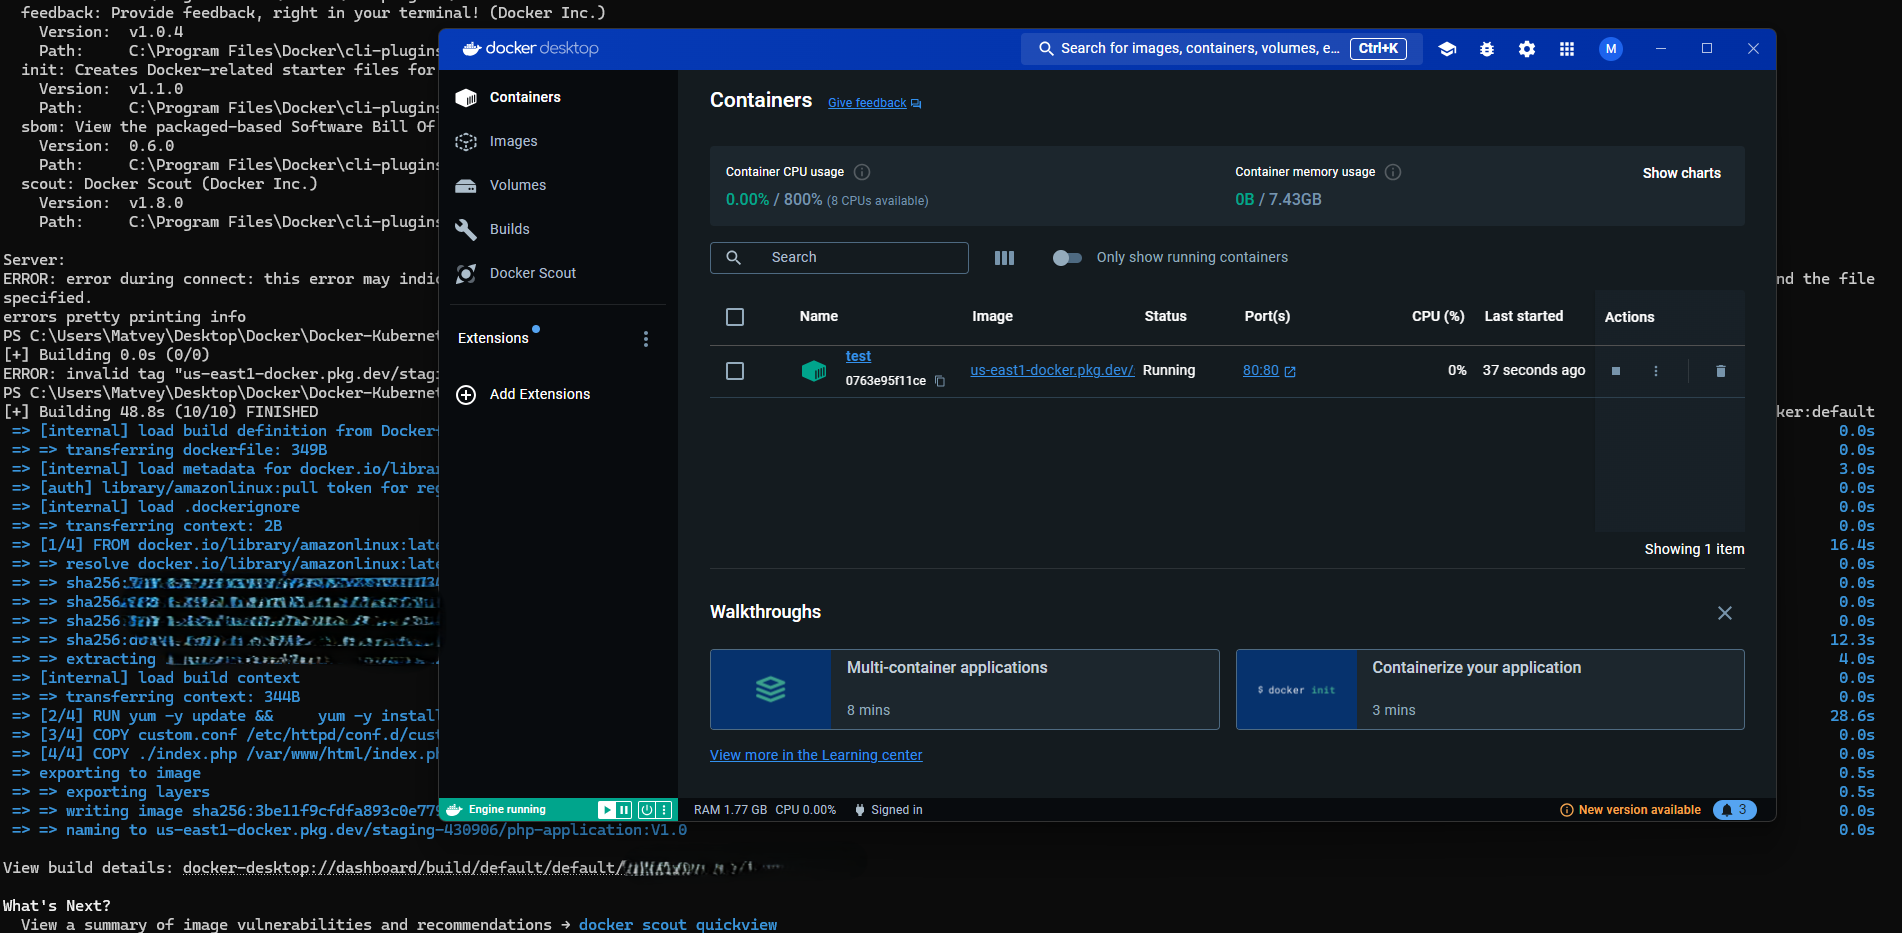 feedback: Provide feedback, right in your terminal! (Docker Inc.)
Version:  v1.0.4
Path:     C:\Program Files\Docker\cli-plugins
init: Creates Docker-related starter files for
Version:  v1.1.0
Path:     C:\Program Files\Docker\cli-plugins
sbom: View the packaged-based Software Bill Of
Version:  0.6.0
Path:     C:\Program Files\Docker\cli-plugins
scout: Docker Scout (Docker Inc.)
Version:  v1.8.0
Path:     C:\Program Files\Docker\cli-plugins
Server:
ERROR: error during connect: this error may indic
nd the file
specified.
errors pretty printing info
PS C:\Users\Matvey\Desktop\Docker\Docker-Kubernet
[+] Building 0.0s (0/0)
ERROR: invalid tag "us-east1-docker.pkg.dev/stagi
PS C:\Users\Matvey\Desktop\Docker\Docker-Kubernet
[+] Building 48.8s (10/10) FINISHED
ker:default
=> [internal] load build definition from Dockerf
0.0s
=> => transferring dockerfile: 349B
0.0s
=> [internal] load metadata for docker.io/librar
3.0s
=> [auth] library/amazonlinux:pull token for reg
0.0s
=> [internal] load .dockerignore
0.0s
=> => transferring context: 2B
0.0s
=> [1/4] FROM docker.io/library/amazonlinux:late
16.4s
=> => resolve docker.io/library/amazonlinux:late
0.0s
=> => sha256:
0.0s
=> => sha256
0.0s
=> => sha256
0.0s
=> => sha256:
12.3s
=> => extracting
4.0s
=> [internal] load build context
0.0s
=> => transferring context: 344B
0.0s
=> [2/4] RUN yum -y update &&     yum -y install
28.6s
=> [3/4] COPY custom.conf /etc/httpd/conf.d/cust
0.0s
=> [4/4] COPY ./index.php /var/www/html/index.ph
0.0s
=> exporting to image
0.5s
=> => exporting layers
0.5s
=> => writing image sha256:3be11f9cfdfa893c0e779
0.0s
=> => naming to us-east1-docker.pkg.dev/staging-430906/php-application:V1.0
0.0s
View build details: docker-desktop://dashboard/build/default/default/
What's Next?
View a summary of image vulnerabilities and recommendations → docker scout quickview
docker desktop
Search for images, containers, volumes, e...
Ctrl+K
M
Containers
Images
Volumes
Builds
Docker Scout
Extensions
Add Extensions
Containers
Give feedback
Container CPU usage
0.00% / 800% (8 CPUs available)
Container memory usage
0B / 7.43GB
Show charts
Search
Only show running containers
Name Image Status Port(s) CPU (%) Last started Actions
test
0763e95f11ce
us-east1-docker.pkg.dev/
Running
80:80
0%
37 seconds ago
Showing 1 item
Walkthroughs
Multi-container applications
8 mins
$ docker init
Containerize your application
3 mins
View more in the Learning center
Engine running
RAM 1.77 GB CPU 0.00%
Signed in
New version available
3